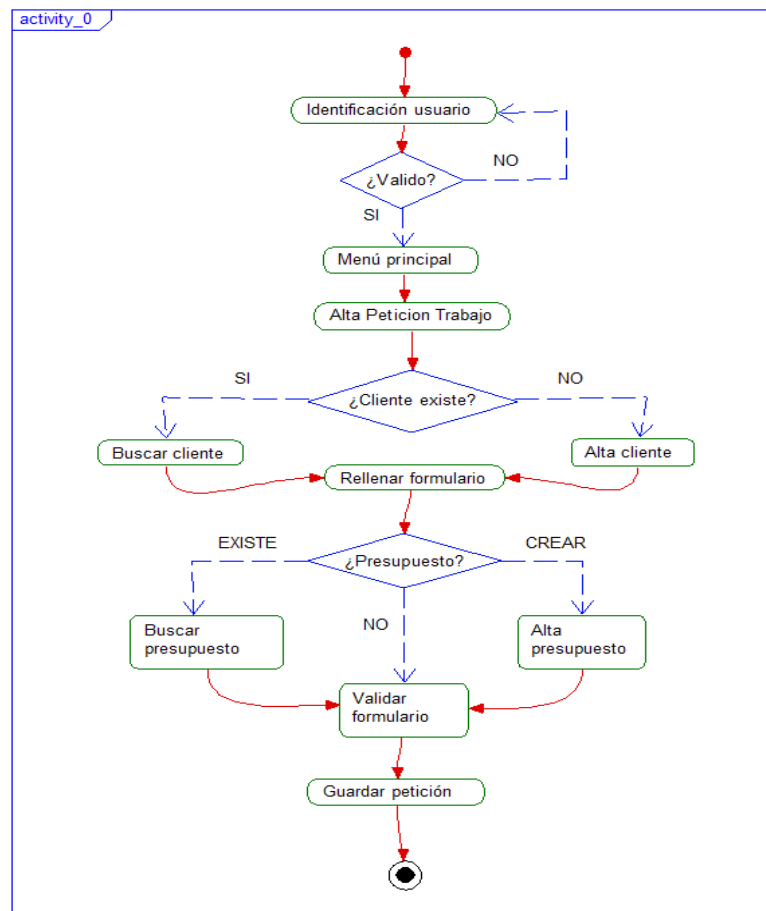 activity_0
Identificación usuario
NO
¿Valido?
SI
Menú principal
Alta Peticion Trabajo
SI
NO
¿Cliente existe?
Buscar cliente
Alta cliente
Rellenar formulario
EXISTE
CREAR
¿Presupuesto?
NO
Buscar
presupuesto
Alta
presupuesto
Validar
formulario
Guardar petición